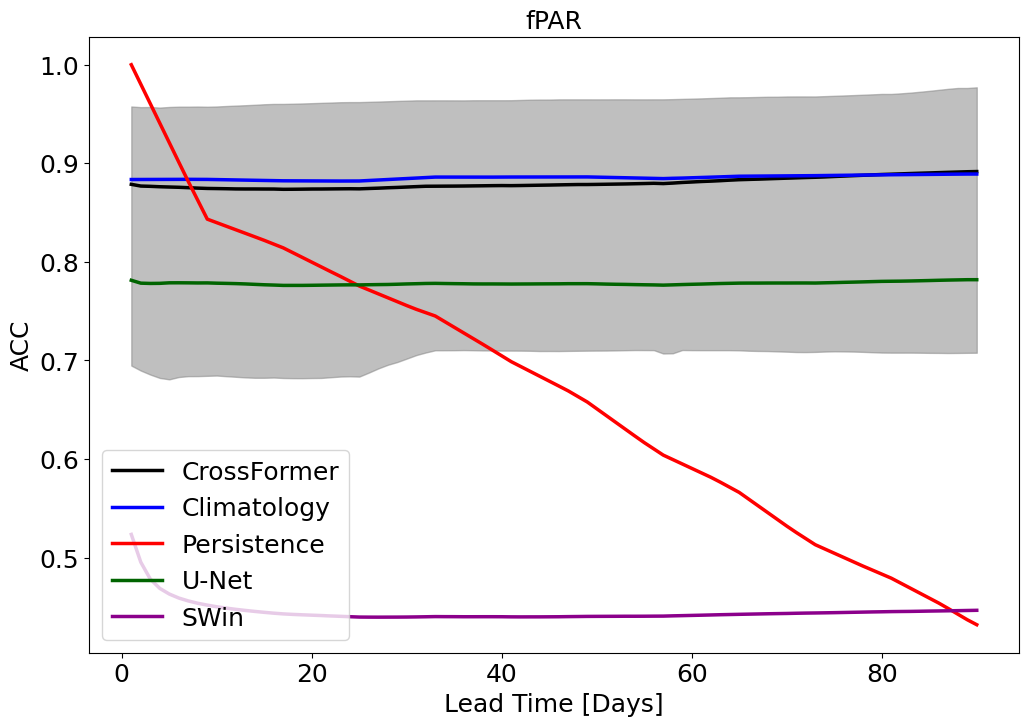 fPAR
ACC
1.0
0.9
0.8
0.7
0.6
0.5
CrossFormer
Climatology
Persistence
U-Net
SWin
0 20 40 60 80
Lead Time [Days]